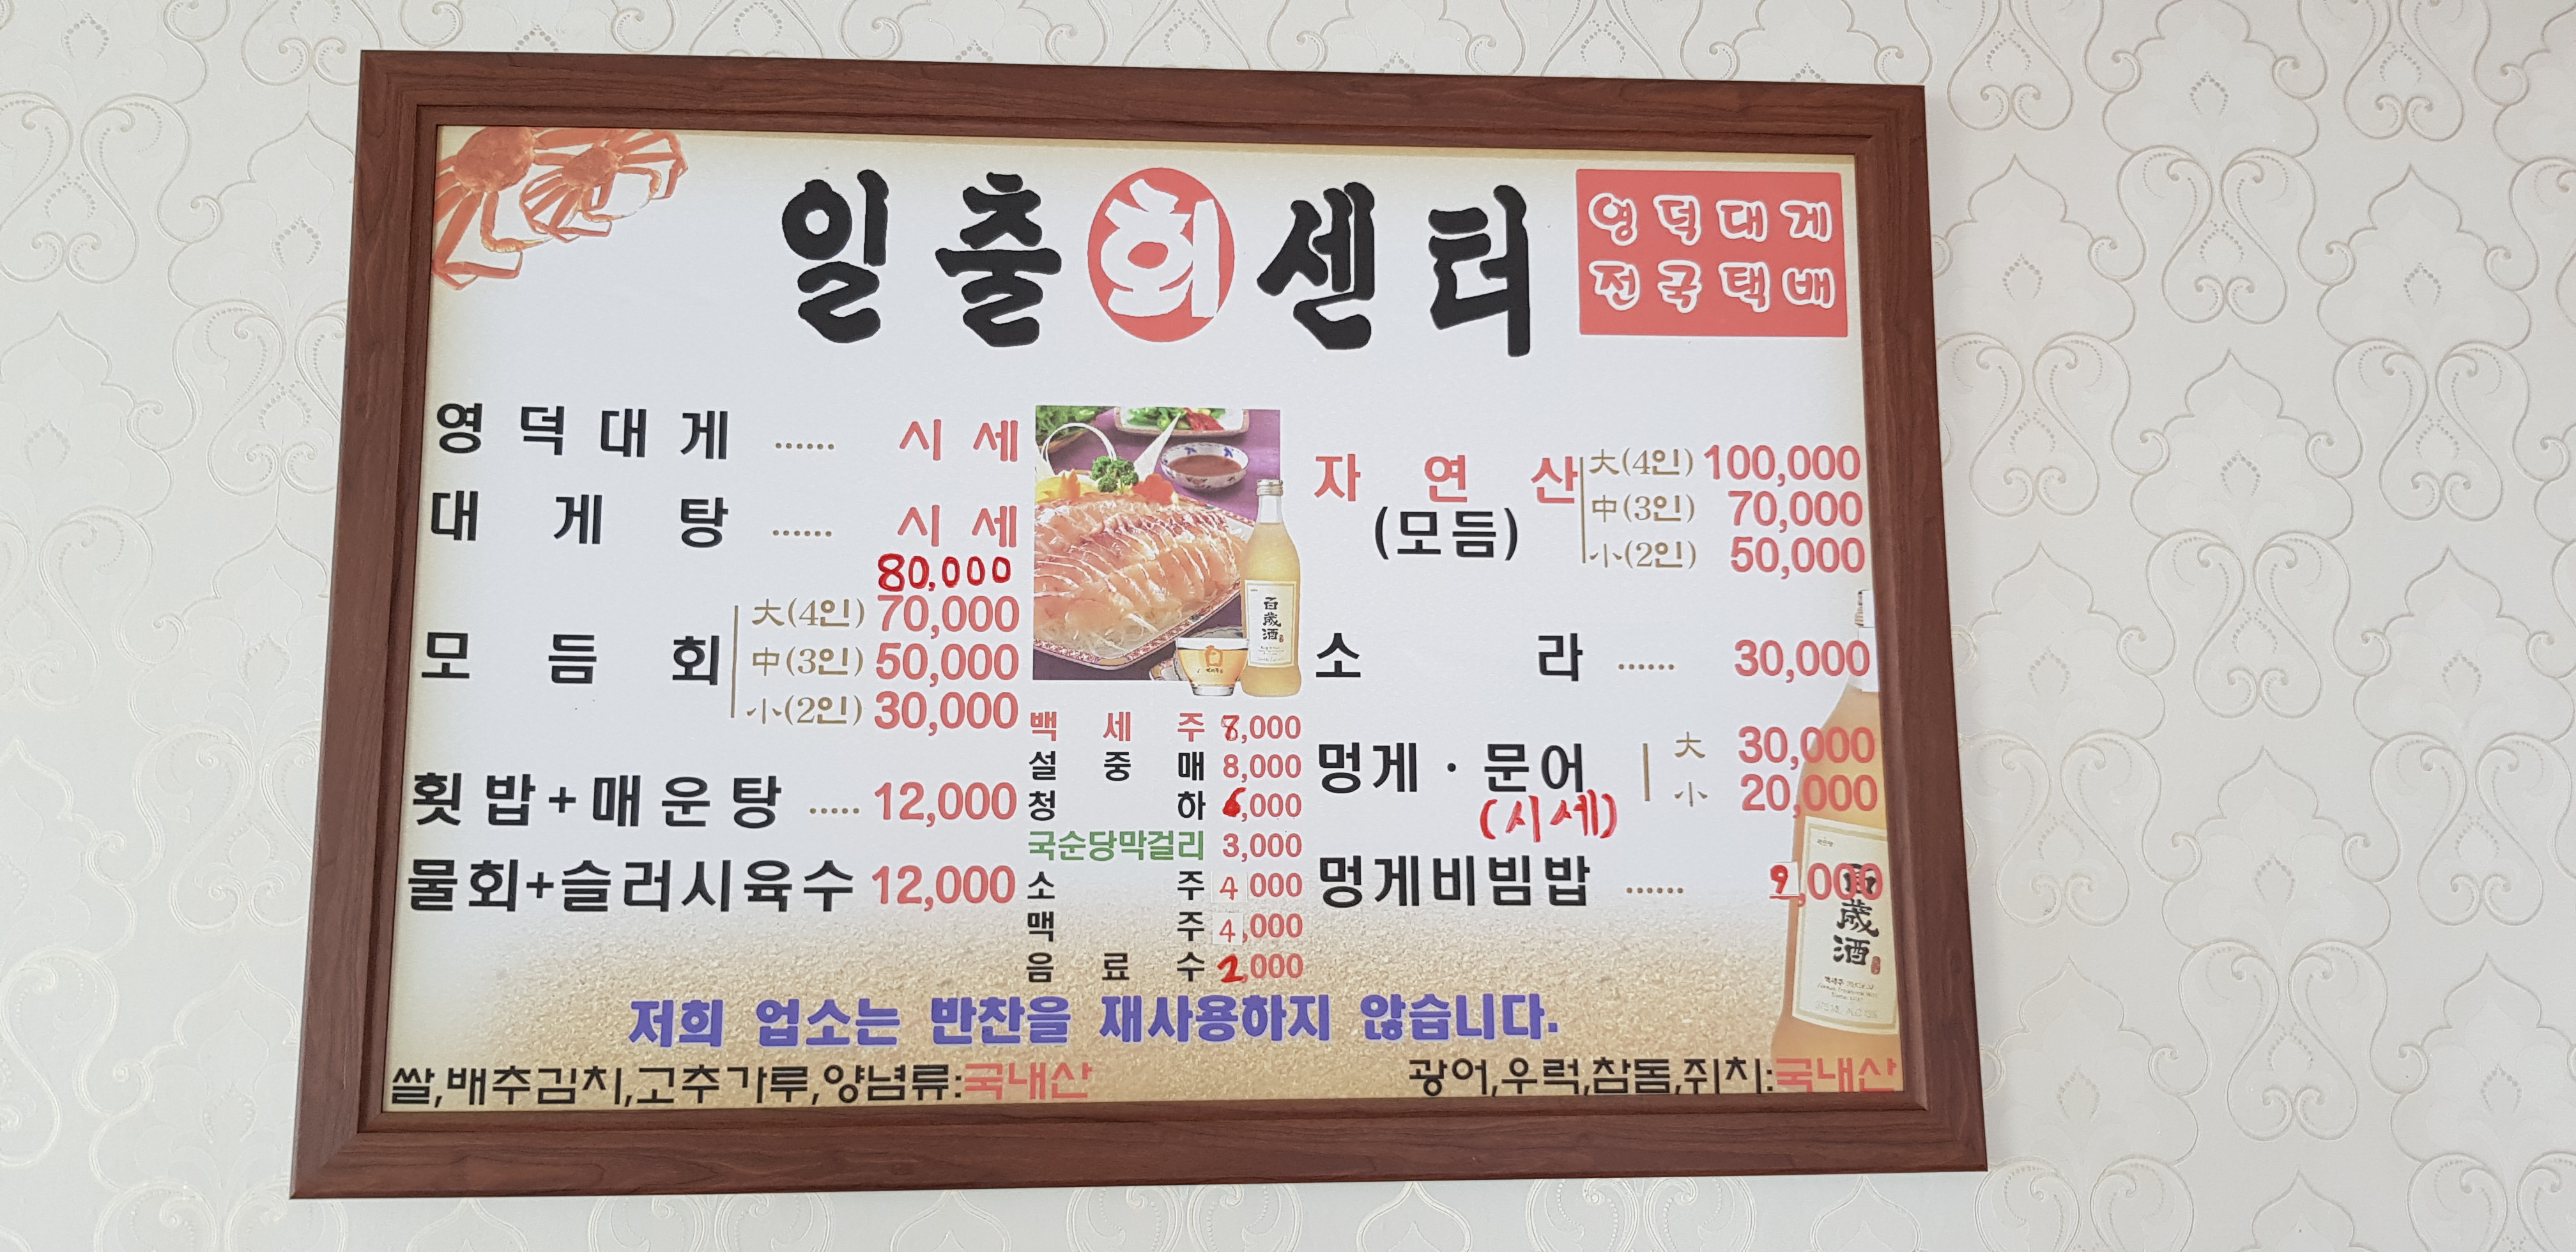 일출회센터
영덕대게
전국택배
영덕대게 ...... 시세
대게탕 ...... 시세
80,000
모듬회 大(4인) 70,000
中(3인) 50,000
小(2인) 30,000
횟밥+매운탕 ..... 12,000
물회+슬러시육수 12,000
百歲酒
백세주 8,000
설중매 8,000
청하 6,000
국순당막걸리 3,000
소주 4,000
맥주 4,000
음료수 2,000
자연산 (모듬) 大(4인) 100,000
中(3인) 70,000
小(2인) 50,000
소라 ...... 30,000
멍게·문어 大 30,000
(시세) 小 20,000
멍게비빔밥 ...... 9,000
歲酒
저희 업소는 반찬을 재사용하지 않습니다.
쌀,배추김치,고추가루,양념류:국내산
광어,우럭,참돔,쥐치:국내산